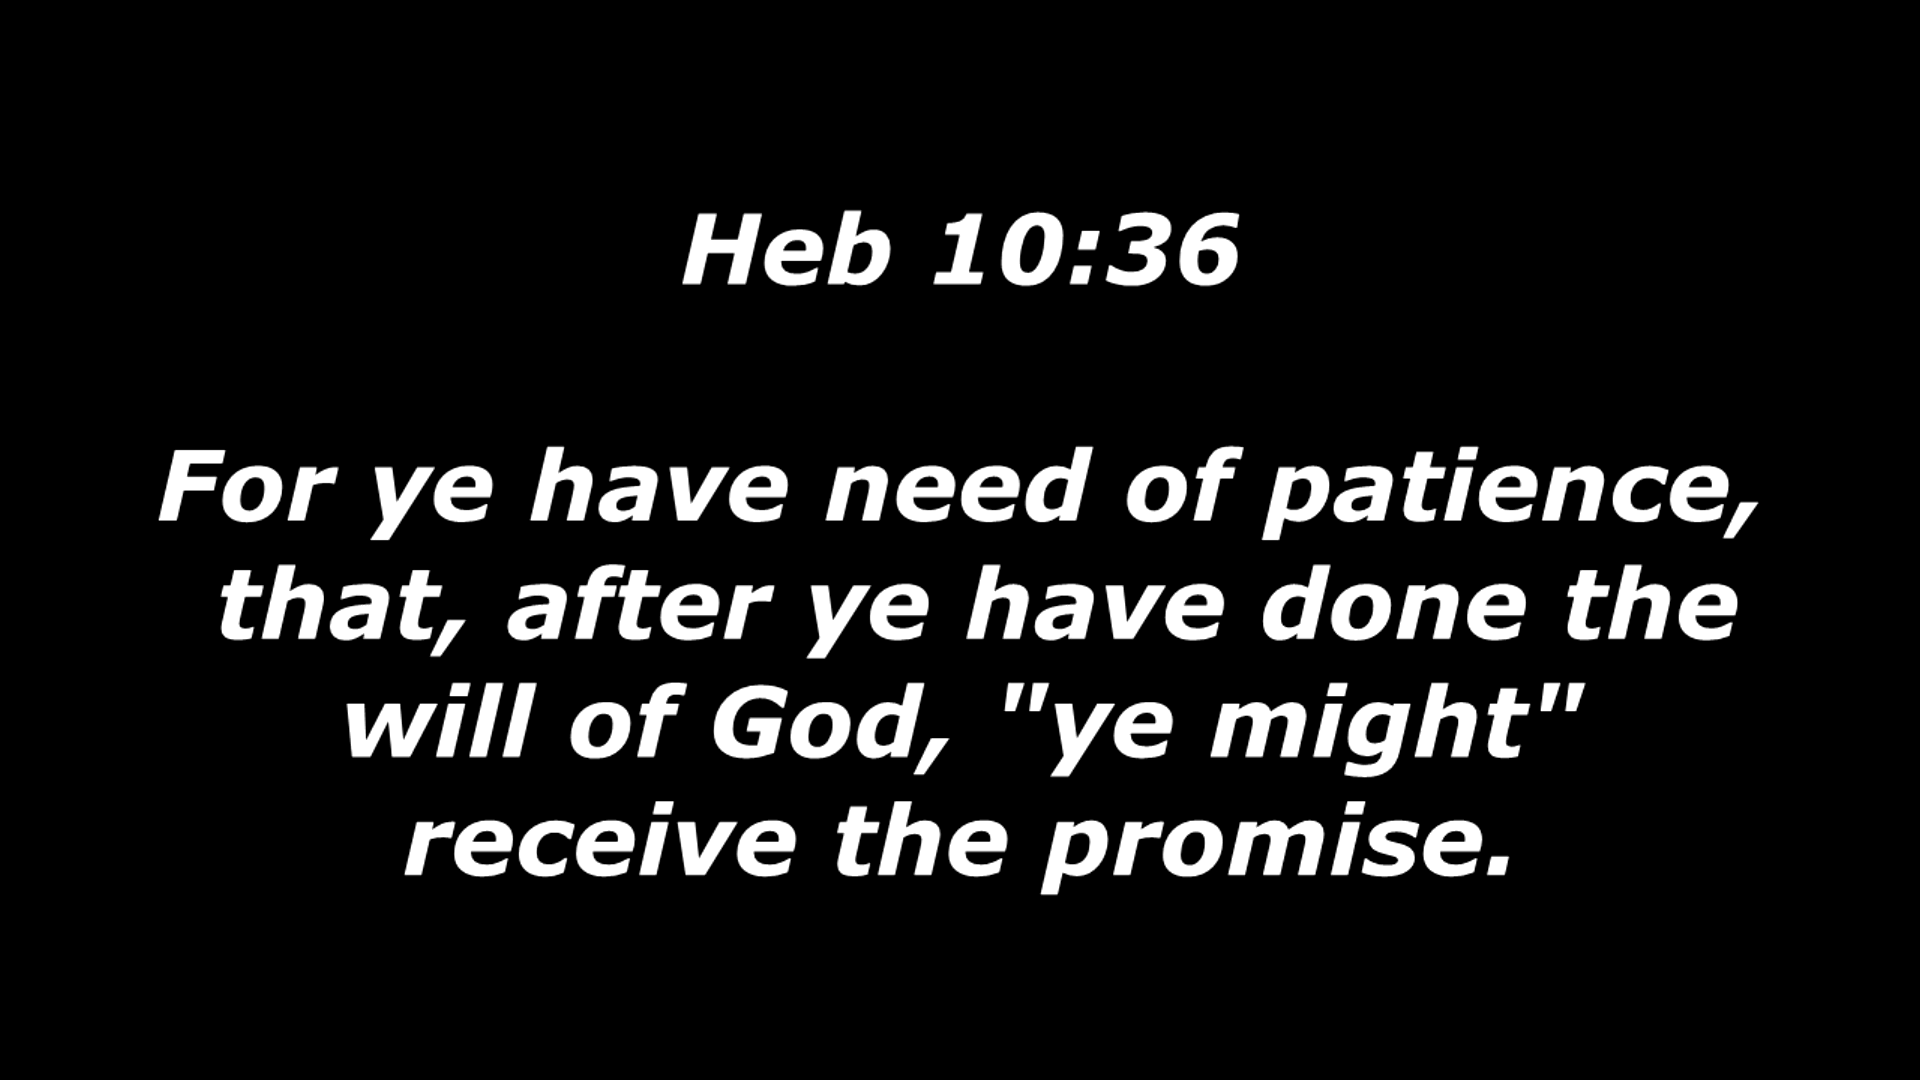 Heb 10:36
For ye have need of patience,
that, after ye have done the
will of God, "ye might"
receive the promise.